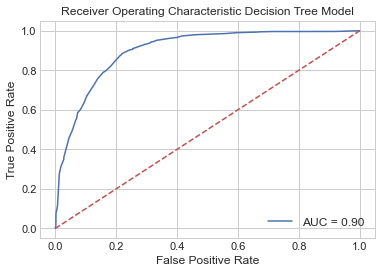 Receiver Operating Characteristic Decision Tree Model
1.0
0.8
0.6
0.4
0.2
0.0
True Positive Rate
AUC = 0.90
0.0 0.2 0.4 0.6 0.8 1.0
False Positive Rate